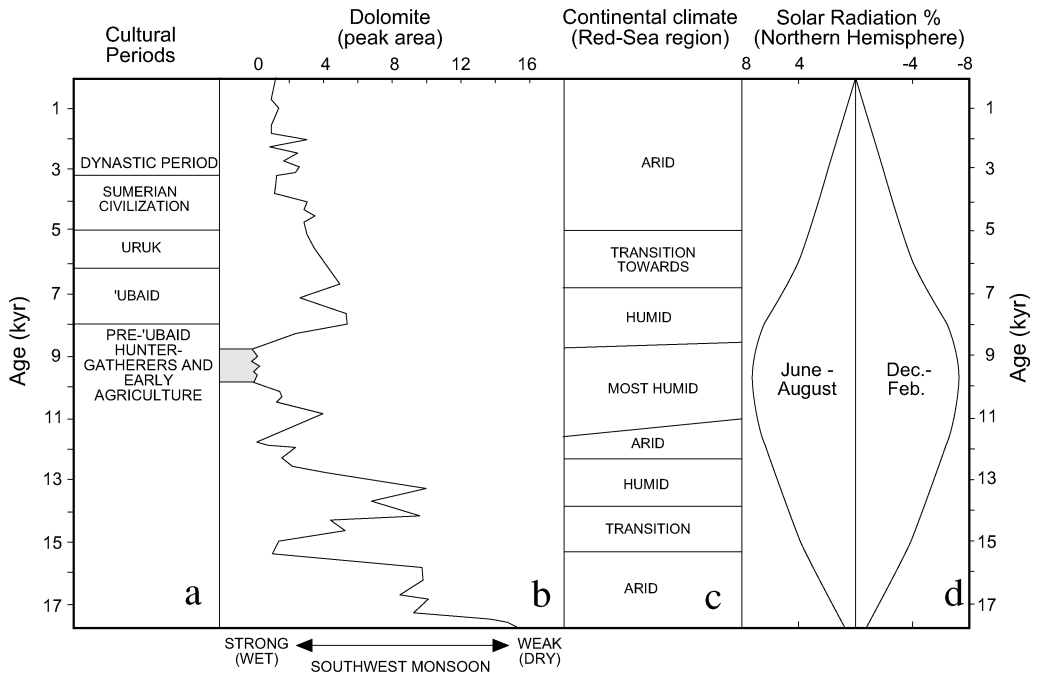 Cultural
Periods
Dolomite
(peak area)
Continental climate
(Red-Sea region)
Solar Radiation %
(Northern Hemisphere)
0 4 8 12 16
8 4 -4 -8
Age (kyr)
1
3
5
7
9
11
13
15
17
DYNASTIC PERIOD
SUMERIAN
CIVILIZATION
URUK
'UBAID
PRE-'UBAID
HUNTER-
GATHERERS AND
EARLY
AGRICULTURE
a
b
ARID
TRANSITION
TOWARDS
HUMID
MOST HUMID
ARID
HUMID
TRANSITION
ARID
c
June -
August
Dec.-
Feb.
d
1
3
5
7
9
11
13
15
17
Age (kyr)
STRONG
(WET)
WEAK
(DRY)
SOUTHWEST MONSOON